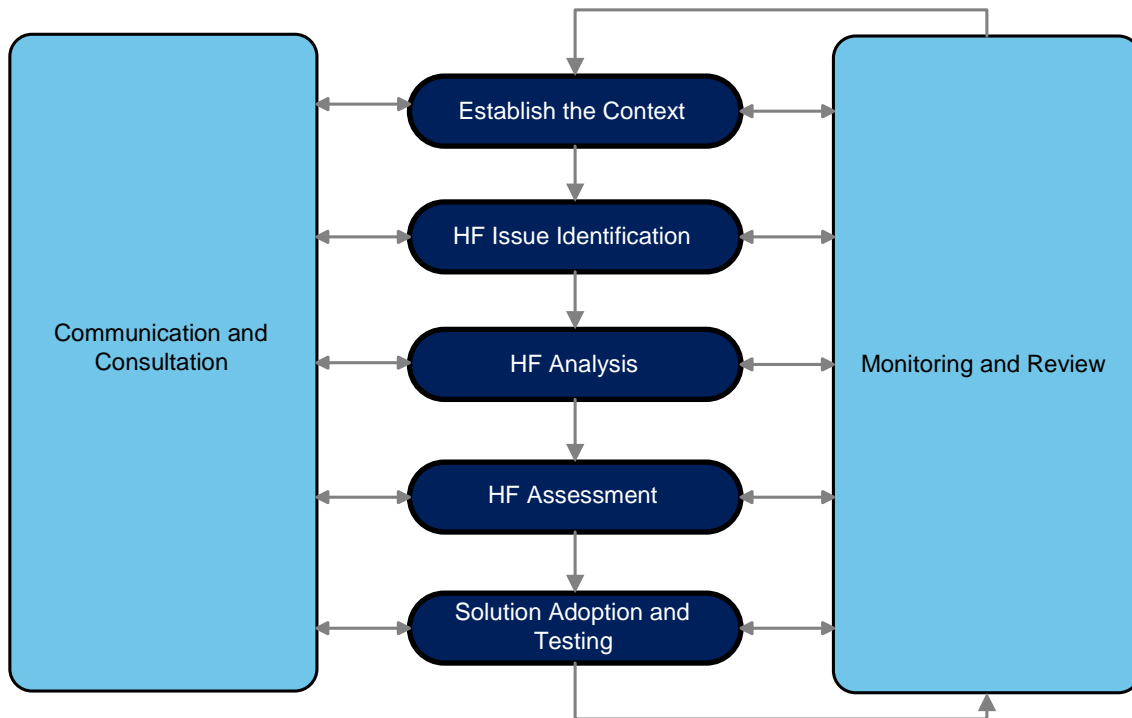 Establish the Context
HF Issue Identification
Communication and
Consultation
HF Analysis
Monitoring and Review
HF Assessment
Solution Adoption and
Testing